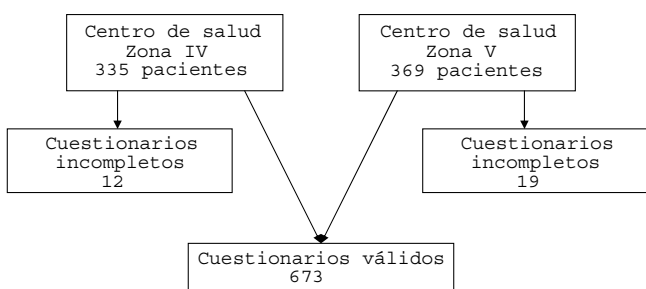 Centro de salud
Zona IV
335 pacientes
Centro de salud
Zona V
369 pacientes
Cuestionarios
incompletos
12
Cuestionarios
incompletos
19
Cuestionarios válidos
673